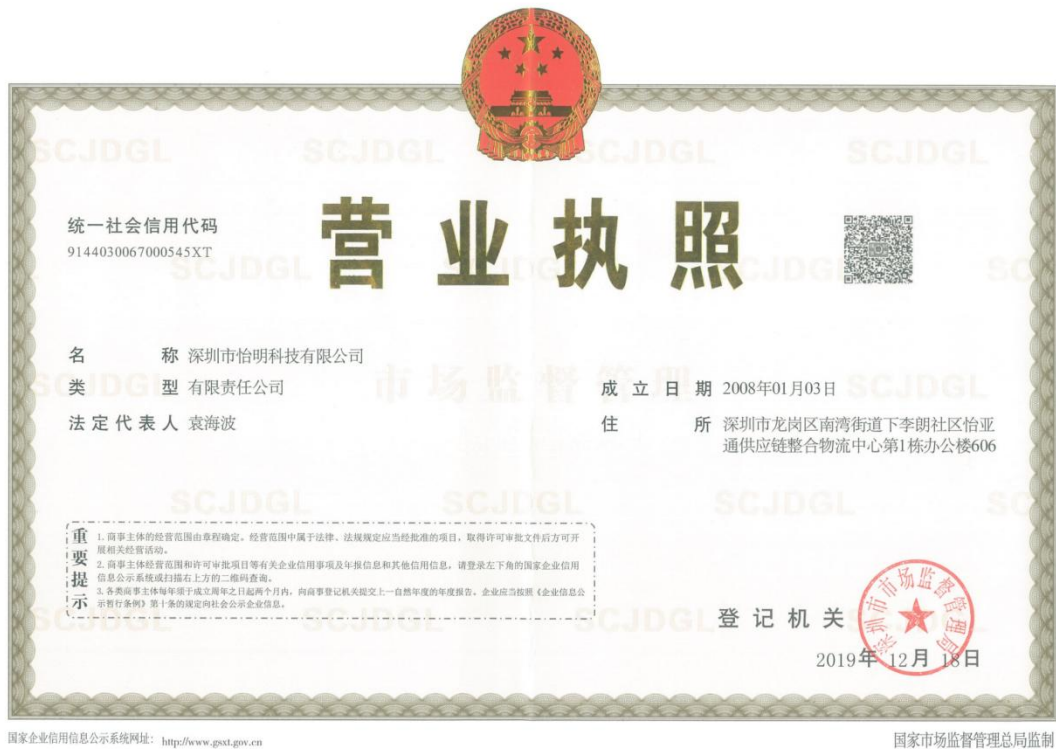 统一社会信用代码
9144030067000545XT
营业执照
名称 深圳市怡明科技有限公司
类型 有限责任公司
法定代表人 袁海波
成立日期 2008年01月03日
住所 深圳市龙岗区南湾街道下李朗社区怡亚
通供应链整合物流中心第1栋办公楼606
市场监督管理
SCJDGL
重要提示
1. 商事主体的经营范围由章程确定。经营范围中属于法律、法规规定应当经批准的项目，取得许可审批文件后方可开
展相关经营活动。
2. 商事主体经营范围和许可审批项目等有关企业信用事项及年报信息和其他信用信息，请登录左下角的国家企业信用
信息公示系统或扫描右上方的二维码查询。
3. 各类商事主体每年须于成立周年之日起两个月内，向商事登记机关提交上一自然年度的年度报告。企业应当按照《企业信息公
示暂行条例》第十条的规定向社会公示企业信息。
登记机关
深圳市市场监督管理局
2019年12月18日
国家企业信用信息公示系统网址： http://www.gsxt.gov.cn
国家市场监督管理总局监制